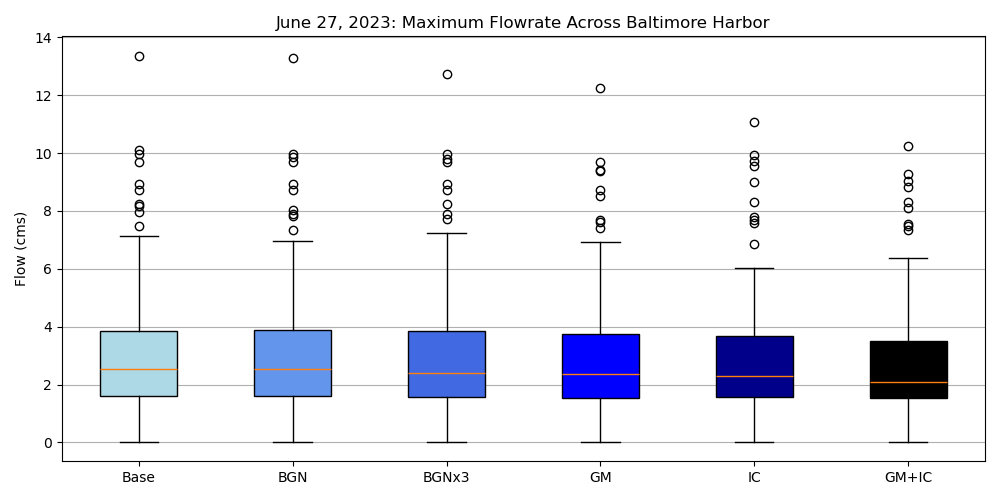 June 27, 2023: Maximum Flowrate Across Baltimore Harbor
Flow (cms)
14
12
10
8
6
4
2
0
Base BGN BGNx3 GM IC GM+IC